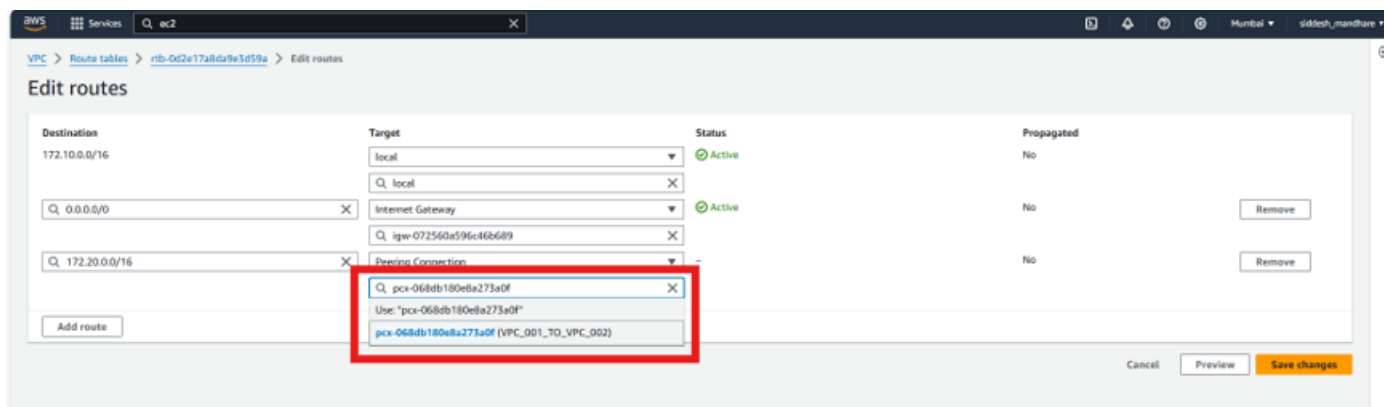 aws Services ec2 Mumbai siddesh_mandhare
VPC > Route tables > rtb-0d2e17a8da9e3d59a > Edit routes
Edit routes
Destination Target Status Propagated
172.10.0.0/16 local Active No
local
0.0.0.0/0 Internet Gateway Active No Remove
igw-072560a596c46b689
172.20.0.0/16 Peering Connection – No Remove
pcx-068db180e8a273a0f
Use: "pcx-068db180e8a273a0f"
pcx-068db180e8a273a0f (VPC_001_TO_VPC_002)
Add route
Cancel Preview Save changes